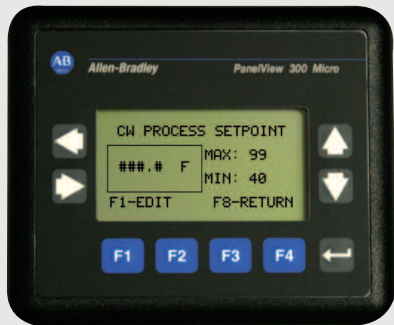 AB
Allen-Bradley PanelView 300 Micro
CW PROCESS SETPOINT
###.# F MAX: 99
MIN: 40
F1-EDIT F8-RETURN
F1 F2 F3 F4